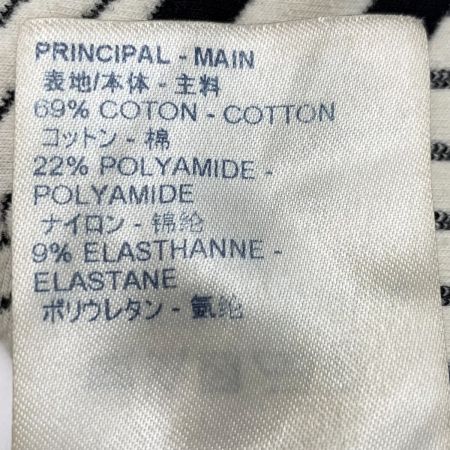 PRINCIPAL - MAIN
表地/本体 - 主料
69% COTON - COTTON
コットン - 棉
22% POLYAMIDE -
POLYAMIDE
ナイロン - 锦纶
9% ELASTHANNE -
ELASTANE
ポリウレタン - 氨纶